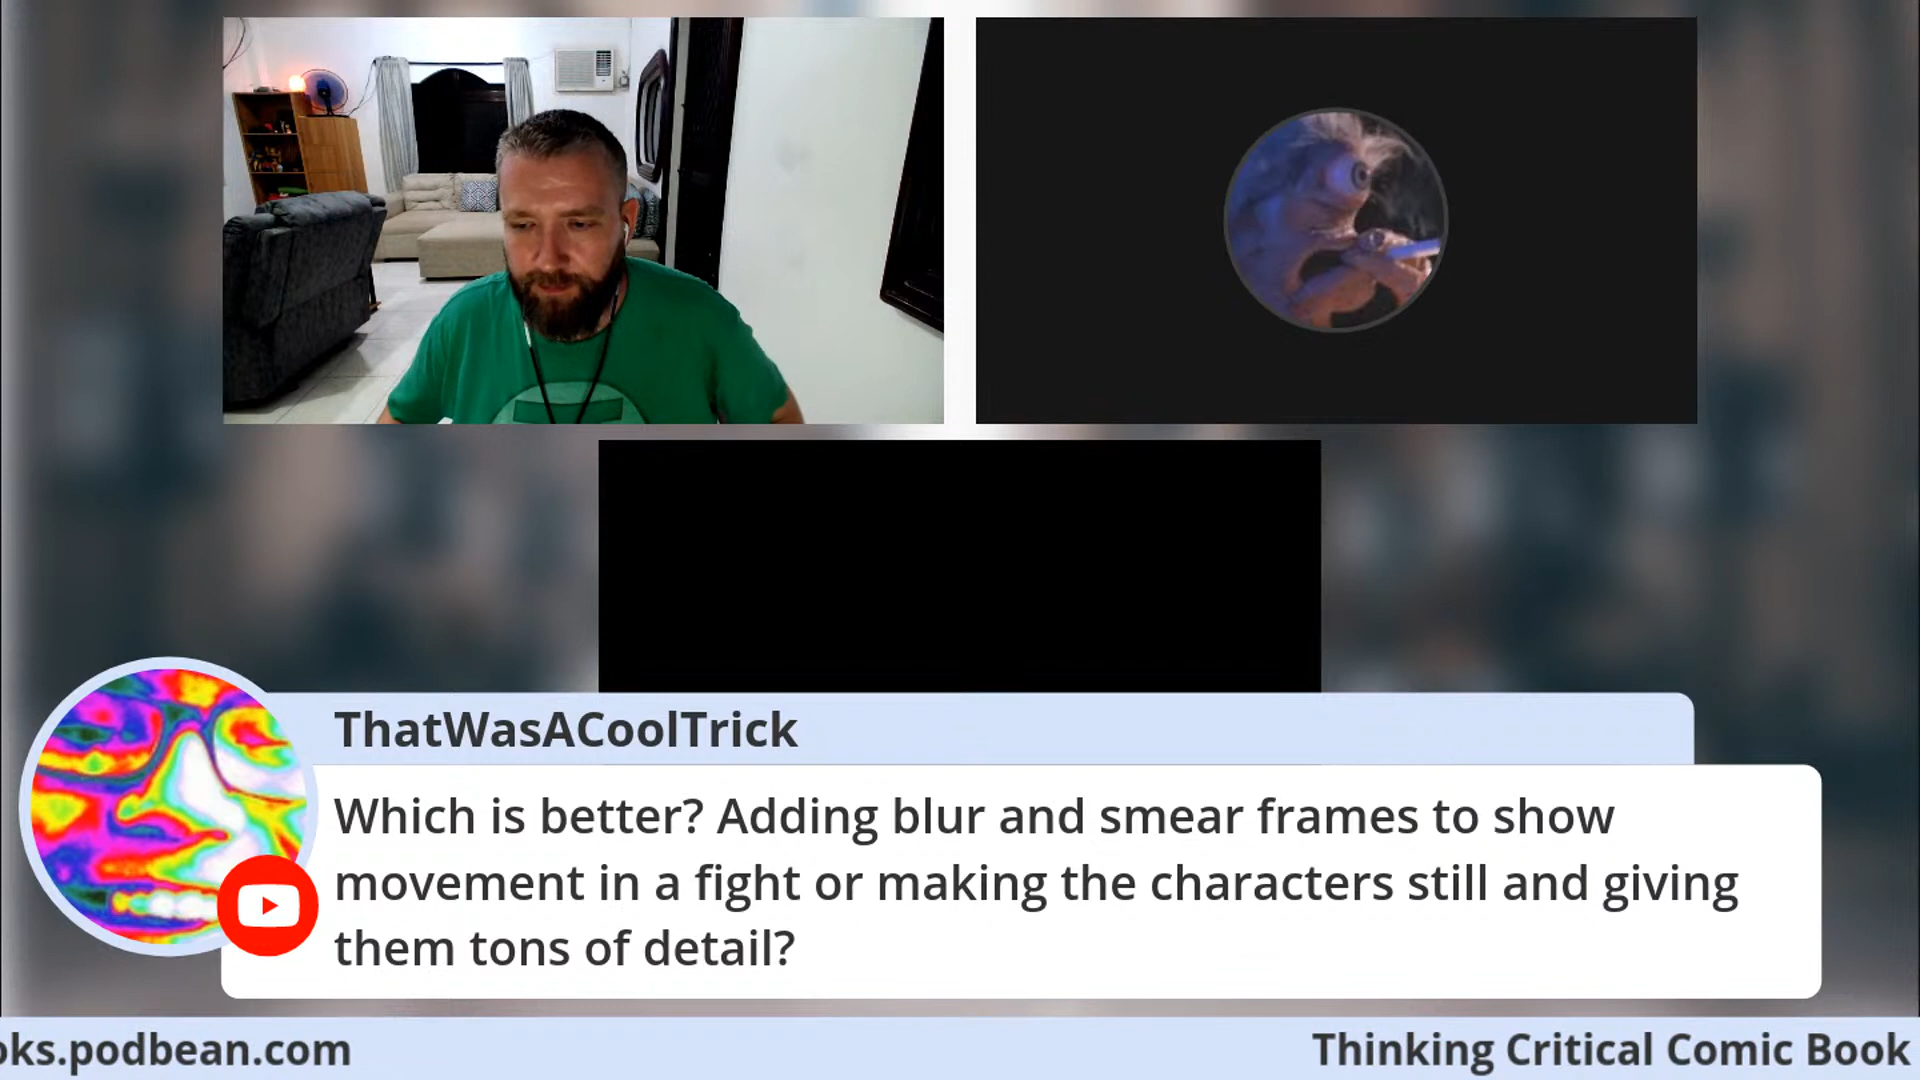 ThatWasACoolTrick
Which is better? Adding blur and smear frames to show
movement in a fight or making the characters still and giving
them tons of detail?
oks.podbean.com
Thinking Critical Comic Book